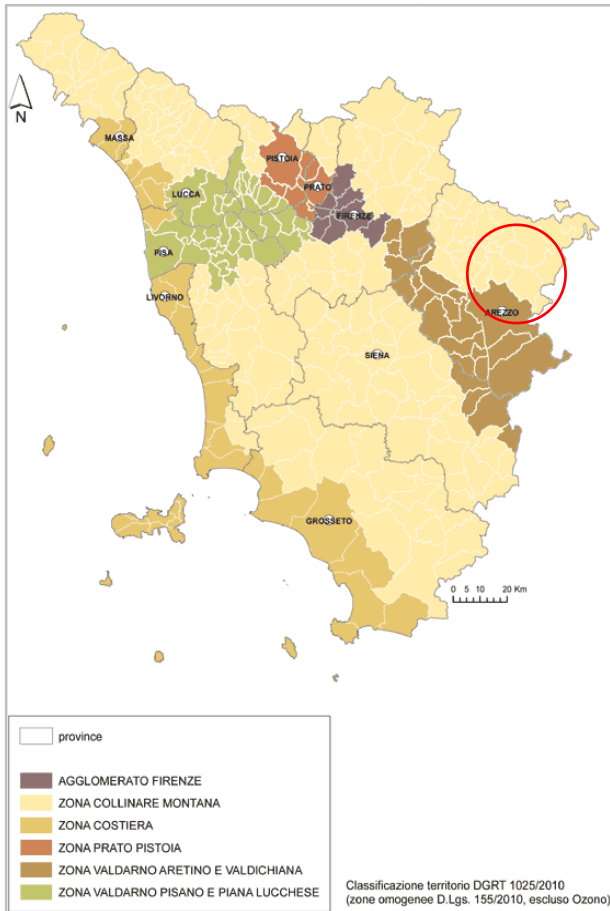 N
MASSA
PISTOIA
PRATO
LUCCA
FIRENZE
PISA
LIVORNO
AREZZO
SIENA
GROSSETO
0 5 10 20 Km
province
AGGLOMERATO FIRENZE
ZONA COLLINARE MONTANA
ZONA COSTIERA
ZONA PRATO PISTOIA
ZONA VALDARNO ARETINO E VALDICHIANA
ZONA VALDARNO PISANO E PIANA LUCCHESE
Classificazione territorio DGRT 1025/2010
(zone omogenee D.Lgs. 155/2010, escluso Ozono)